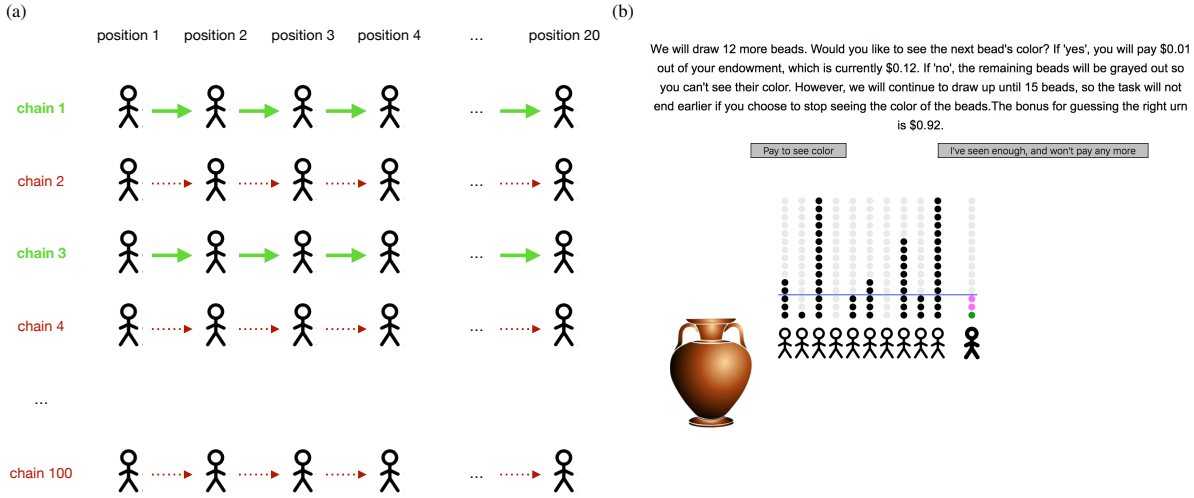 (a)
position 1 position 2 position 3 position 4 ... position 20
chain 1 ...
chain 2 ...
chain 3 ...
chain 4 ...
...
chain 100 ...
(b)
We will draw 12 more beads. Would you like to see the next bead's color? If 'yes', you will pay $0.01
out of your endowment, which is currently $0.12. If 'no', the remaining beads will be grayed out so
you can't see their color. However, we will continue to draw up until 15 beads, so the task will not
end earlier if you choose to stop seeing the color of the beads.The bonus for guessing the right urn
is $0.92.
Pay to see color
I've seen enough, and won't pay any more